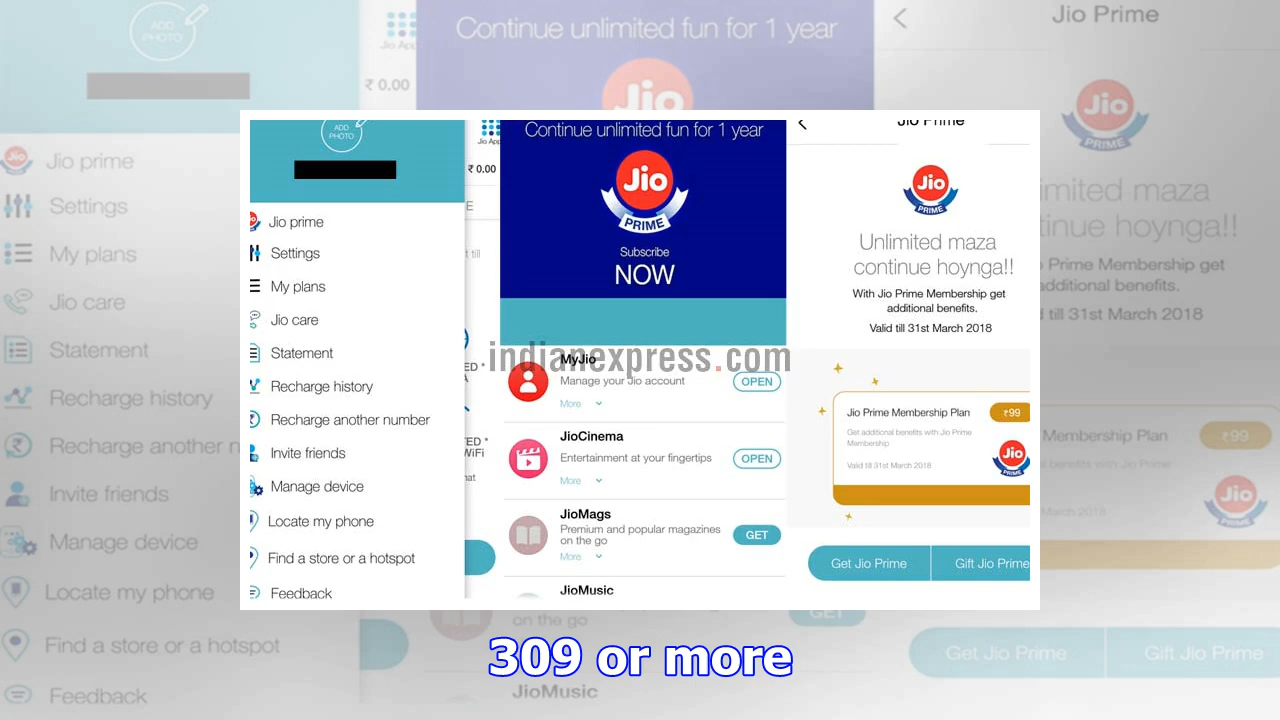 ADD
PHOTO
Jio prime
Settings
My plans
Jio care
Statement
Recharge history
Recharge another number
Invite friends
Manage device
Locate my phone
Find a store or a hotspot
Feedback
Jio App
₹ 0.00
Continue unlimited fun for 1 year
Jio
PRIME
Subscribe
NOW
MyJio
Manage your Jio account
More
OPEN
JioCinema
Entertainment at your fingertips
More
OPEN
JioMags
Premium and popular magazines
on the go
More
GET
JioMusic
Jio Prime
Jio
PRIME
Unlimited maza
continue hoynga!!
With Jio Prime Membership get
additional benefits.
Valid till 31st March 2018
Jio Prime Membership Plan
₹99
Get additional benefits with Jio Prime
Membership
Valid till 31st March 2018
Jio
PRIME
Get Jio Prime
Gift Jio Prime
indianexpress.com
309 or more